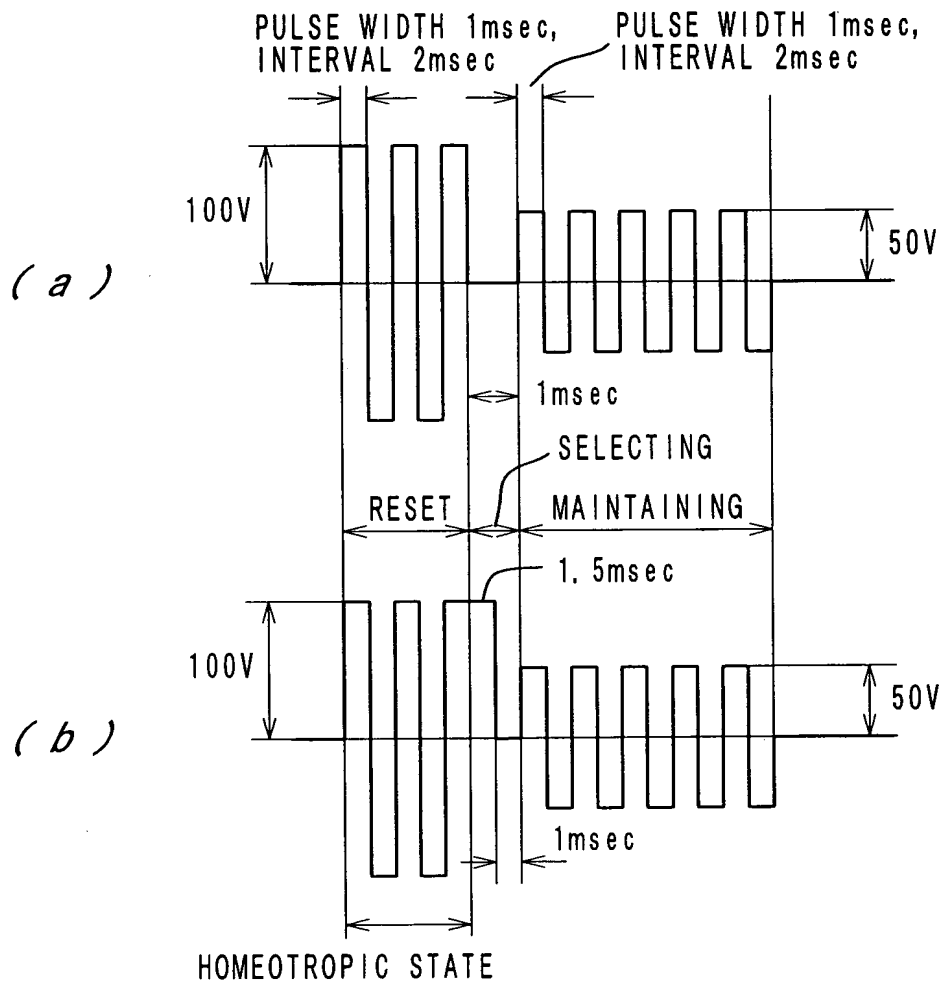 PULSE WIDTH 1msec,
INTERVAL 2msec
PULSE WIDTH 1msec,
INTERVAL 2msec
100V
50V
(a)
1msec
SELECTING
RESET
MAINTAINING
1.5msec
100V
50V
(b)
1msec
HOMEOTROPIC STATE